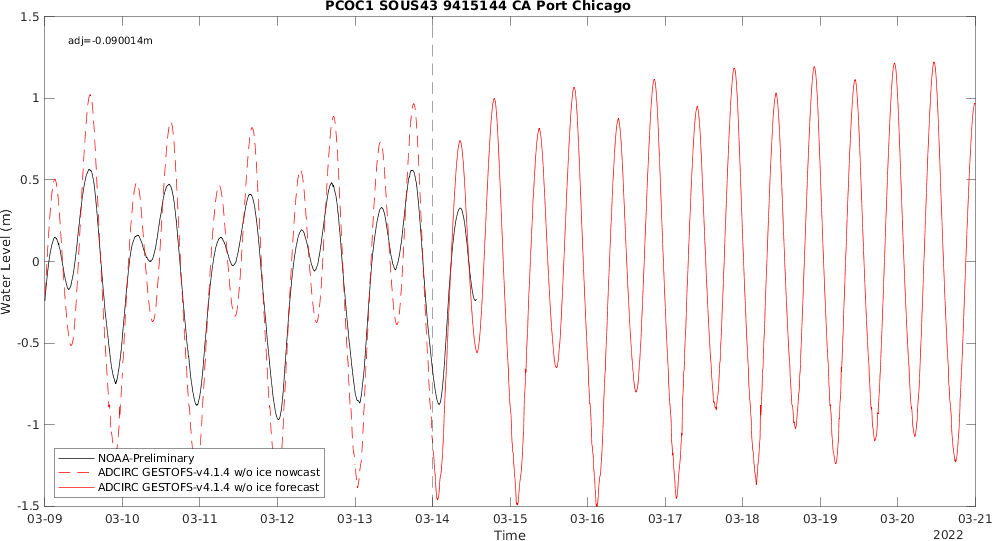 PCOC1 SOUS43 9415144 CA Port Chicago
adj=-0.090014m
1.5
1
0.5
0
-0.5
-1
-1.5
Water Level (m)
NOAA-Preliminary
ADCIRC GESTOFS-v4.1.4 w/o ice nowcast
ADCIRC GESTOFS-v4.1.4 w/o ice forecast
03-09 03-10 03-11 03-12 03-13 03-14 03-15 03-16 03-17 03-18 03-19 03-20 03-21
Time
2022